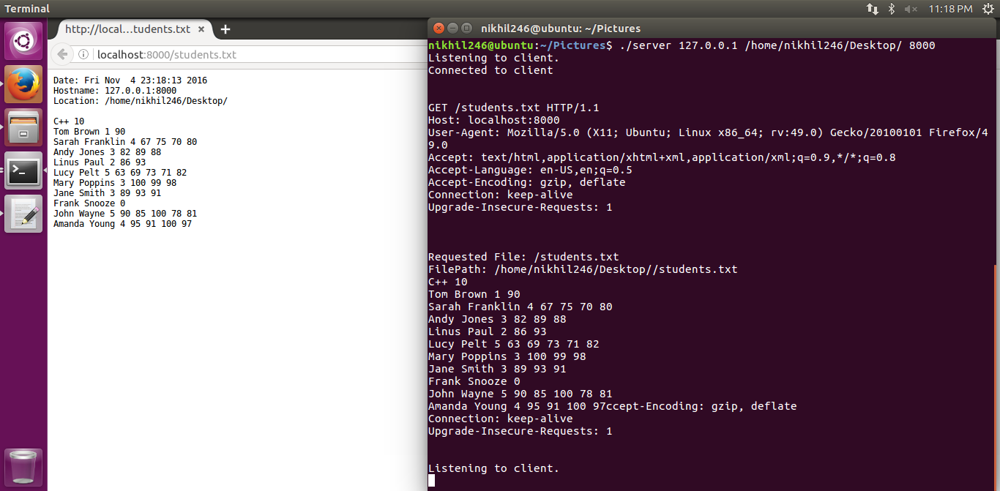 Terminal
11:18 PM
http://local...tudents.txt
localhost:8000/students.txt
Date: Fri Nov  4 23:18:13 2016
Hostname: 127.0.0.1:8000
Location: /home/nikhil246/Desktop/
C++ 10
Tom Brown 1 90
Sarah Franklin 4 67 75 70 80
Andy Jones 3 82 89 88
Linus Paul 2 86 93
Lucy Pelt 5 63 69 73 71 82
Mary Poppins 3 100 99 98
Jane Smith 3 89 93 91
Frank Snooze 0
John Wayne 5 90 85 100 78 81
Amanda Young 4 95 91 100 97
nikhil246@ubuntu: ~/Pictures
nikhil246@ubuntu:~/Pictures$ ./server 127.0.0.1 /home/nikhil246/Desktop/ 8000
Listening to client.
Connected to client
GET /students.txt HTTP/1.1
Host: localhost:8000
User-Agent: Mozilla/5.0 (X11; Ubuntu; Linux x86_64; rv:49.0) Gecko/20100101 Firefox/4
9.0
Accept: text/html,application/xhtml+xml,application/xml;q=0.9,*/*;q=0.8
Accept-Language: en-US,en;q=0.5
Accept-Encoding: gzip, deflate
Connection: keep-alive
Upgrade-Insecure-Requests: 1
Requested File: /students.txt
FilePath: /home/nikhil246/Desktop//students.txt
C++ 10
Tom Brown 1 90
Sarah Franklin 4 67 75 70 80
Andy Jones 3 82 89 88
Linus Paul 2 86 93
Lucy Pelt 5 63 69 73 71 82
Mary Poppins 3 100 99 98
Jane Smith 3 89 93 91
Frank Snooze 0
John Wayne 5 90 85 100 78 81
Amanda Young 4 95 91 100 97ccept-Encoding: gzip, deflate
Connection: keep-alive
Upgrade-Insecure-Requests: 1
Listening to client.